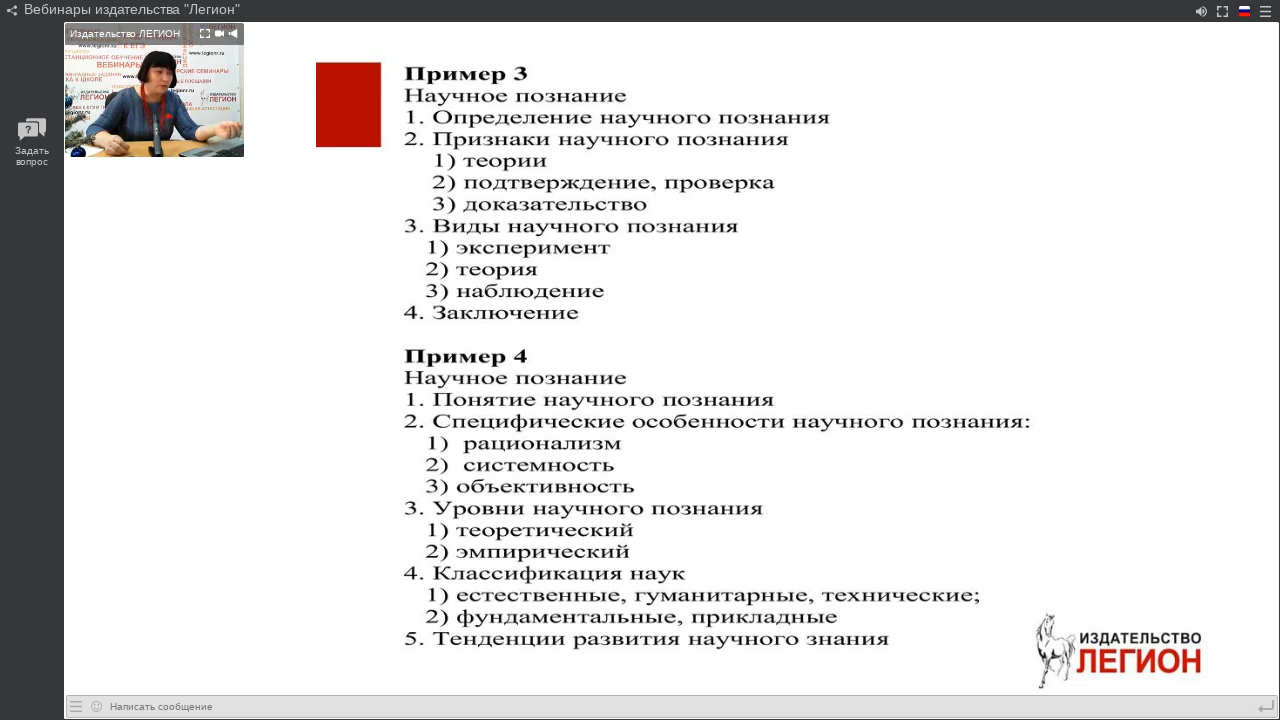 Вебинары издательства "Легион"
Издательство ЛЕГИОН
www.legionr.ru
Задать
вопрос
Пример 3
Научное познание
1. Определение научного познания
2. Признаки научного познания
1) теории
2) подтверждение, проверка
3) доказательство
3. Виды научного познания
1) эксперимент
2) теория
3) наблюдение
4. Заключение
Пример 4
Научное познание
1. Понятие научного познания
2. Специфические особенности научного познания:
1) рационализм
2) системность
3) объективность
3. Уровни научного познания
1) теоретический
2) эмпирический
4. Классификация наук
1) естественные, гуманитарные, технические;
2) фундаментальные, прикладные
5. Тенденции развития научного знания
ИЗДАТЕЛЬСТВО
ЛЕГИОН
Написать сообщение